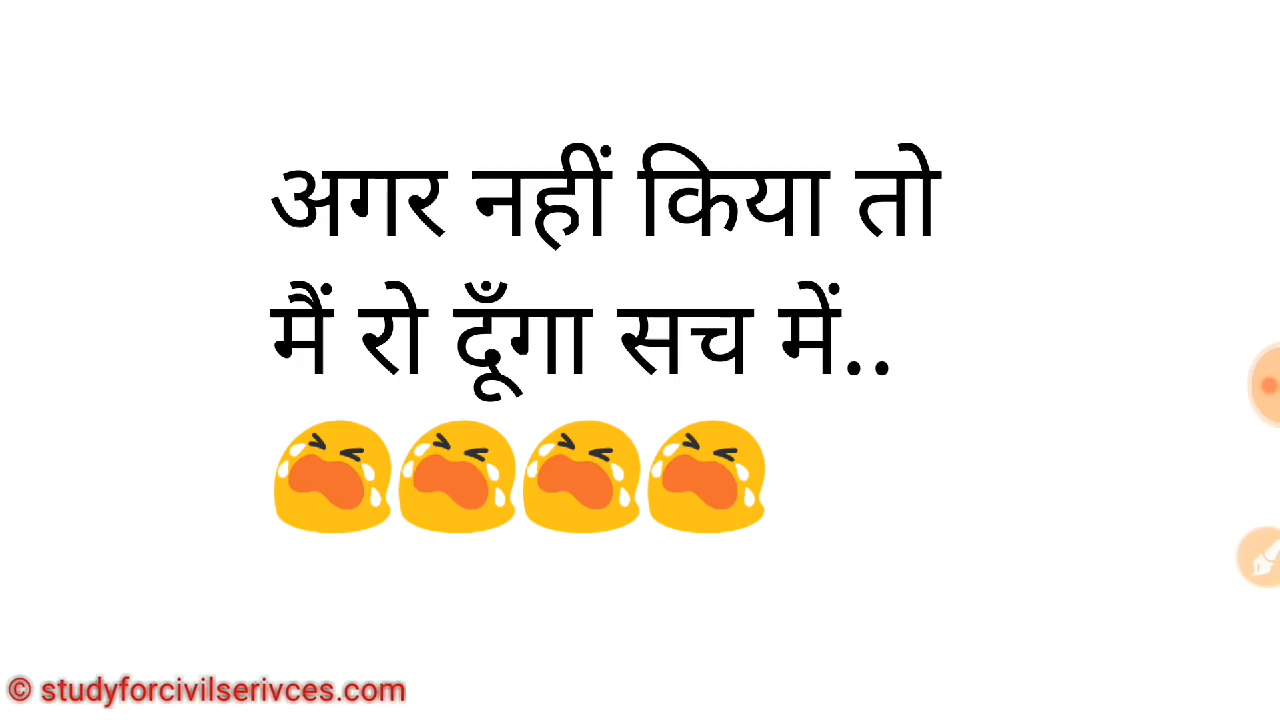 अगर नहीं किया तो
मैं रो दूँगा सच में..
😭😭😭😭
© studyforcivilserivces.com